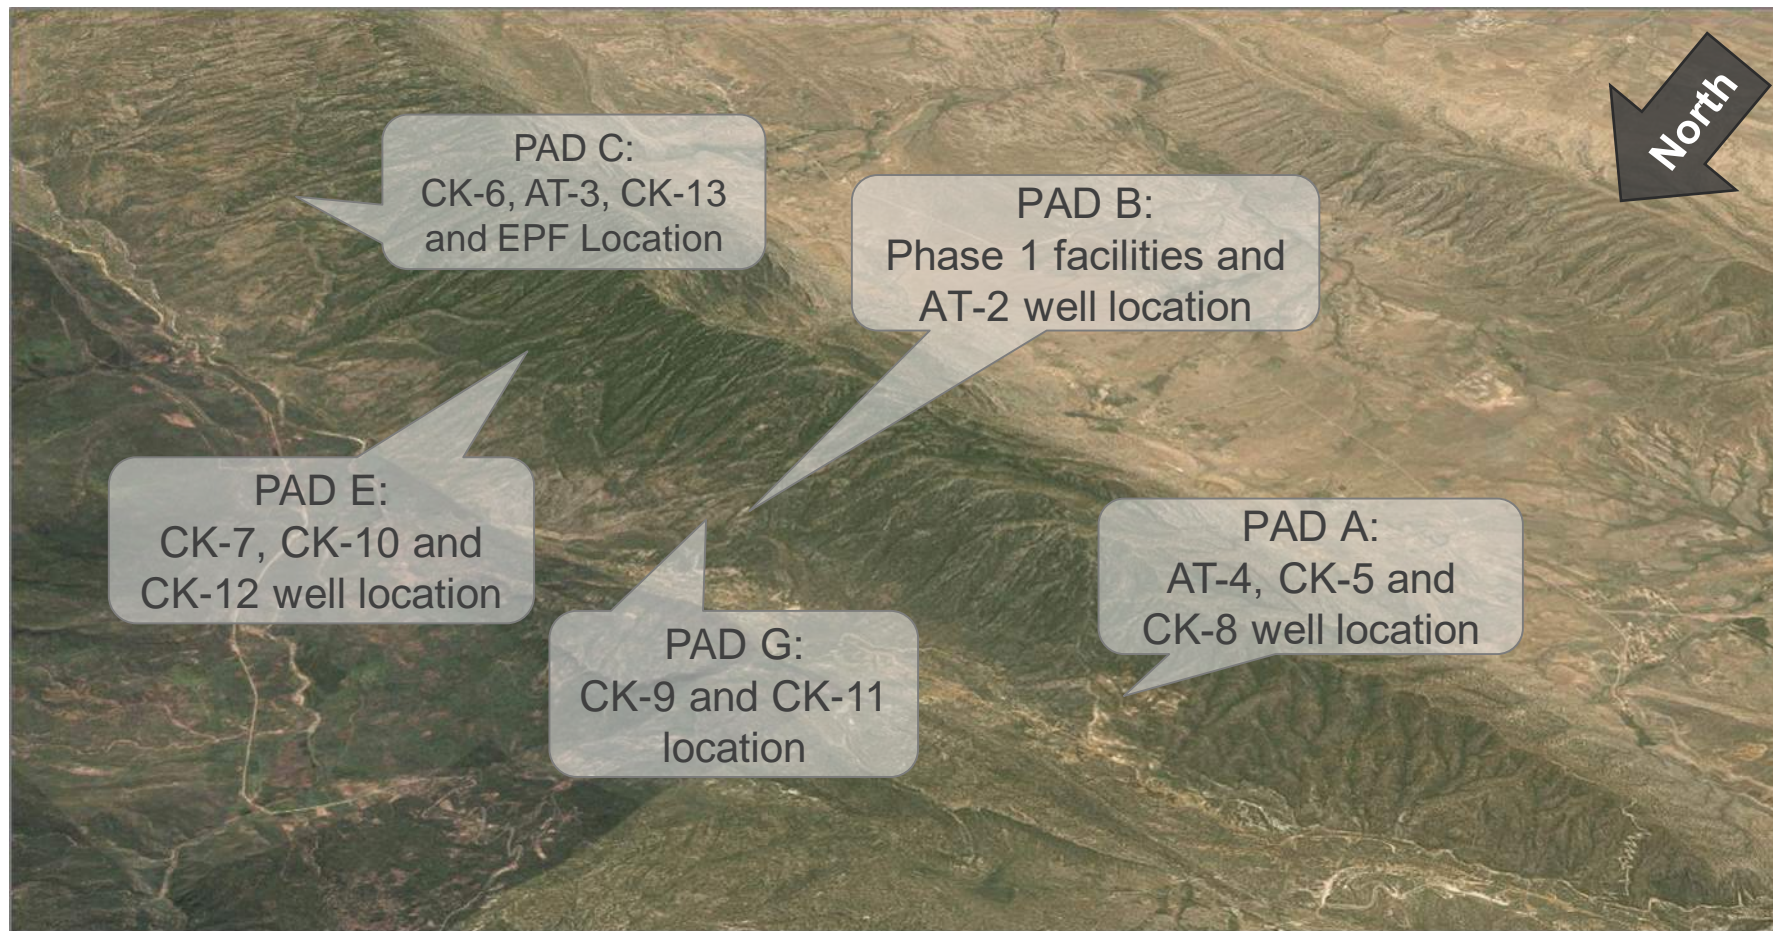 North
PAD C:
CK-6, AT-3, CK-13
and EPF Location
PAD B:
Phase 1 facilities and
AT-2 well location
PAD E:
CK-7, CK-10 and
CK-12 well location
PAD A:
AT-4, CK-5 and
CK-8 well location
PAD G:
CK-9 and CK-11
location